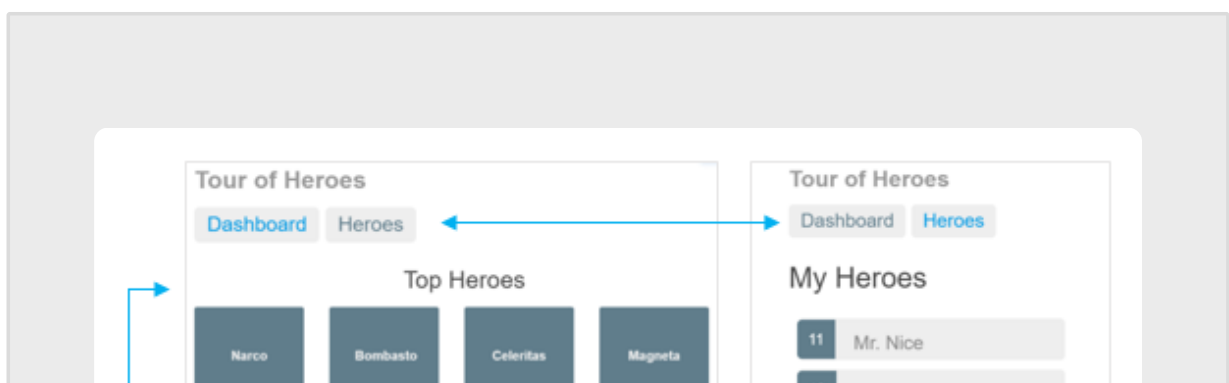 Tour of Heroes
Dashboard Heroes
Top Heroes
Narco Bombasto Celeritas Magneta
Tour of Heroes
Dashboard Heroes
My Heroes
11 Mr. Nice